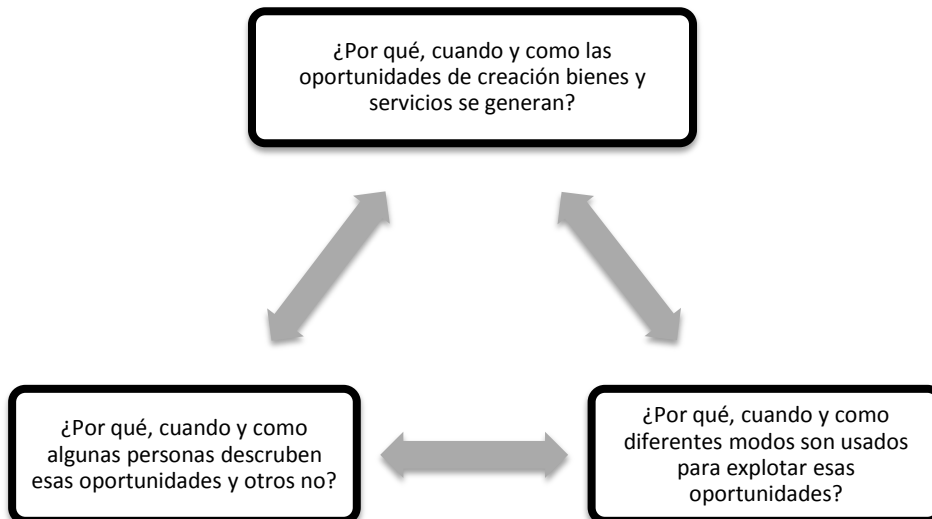 ¿Por qué, cuando y como las
oportunidades de creación bienes y
servicios se generan?
¿Por qué, cuando y como
algunas personas descruben
esas oportunidades y otros no?
¿Por qué, cuando y como
diferentes modos son usados
para explotar esas
oportunidades?